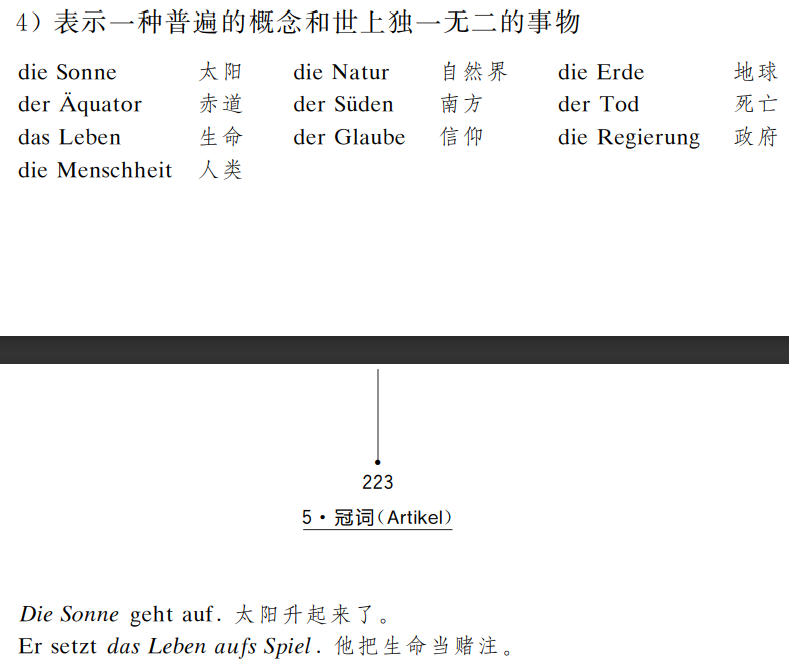 4）表示一种普遍的概念和世上独一无二的事物
die Sonne 太阳 die Natur 自然界 die Erde 地球
der Äquator 赤道 der Süden 南方 der Tod 死亡
das Leben 生命 der Glaube 信仰 die Regierung 政府
die Menschheit 人类
223
5·冠词（Artikel）
Die Sonne geht auf. 太阳升起来了。
Er setzt das Leben aufs Spiel. 他把生命当赌注。